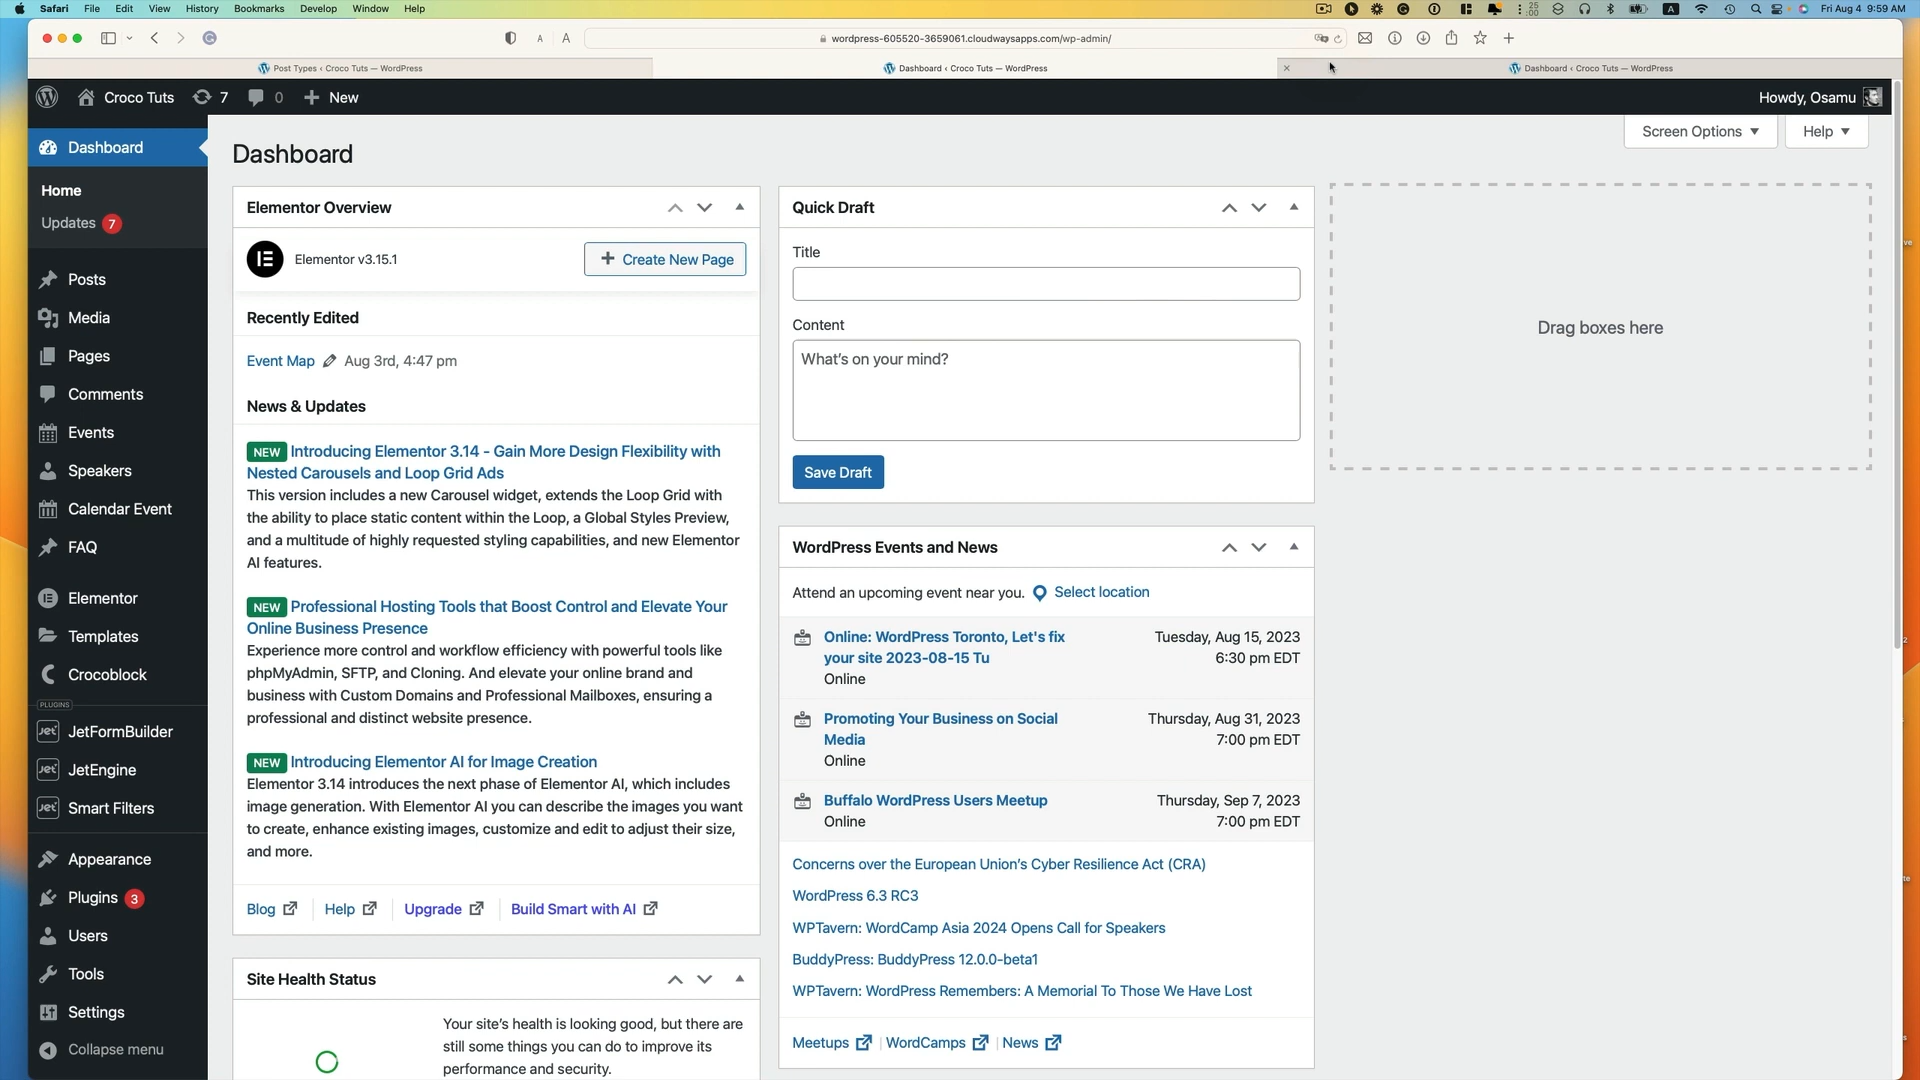 Safari File Edit View History Bookmarks Develop Window Help
25
:00
A
Fri Aug 4 9:59 AM
A A
wordpress-605520-3659061.cloudwaysapps.com/wp-admin/
Post Types ‹ Croco Tuts — WordPress
Dashboard ‹ Croco Tuts — WordPress
Dashboard ‹ Croco Tuts — WordPress
Croco Tuts 7 0 New
Howdy, Osamu
Dashboard
Home
Updates 7
Posts
Media
Pages
Comments
Events
Speakers
Calendar Event
FAQ
Elementor
Templates
Crocoblock
PLUGINS
Jet JetFormBuilder
Jet JetEngine
Jet Smart Filters
Appearance
Plugins 3
Users
Tools
Settings
Collapse menu
Screen Options
Help
Dashboard
Elementor Overview
Elementor v3.15.1
Create New Page
Recently Edited
Event Map Aug 3rd, 4:47 pm
News & Updates
NEW Introducing Elementor 3.14 - Gain More Design Flexibility with
Nested Carousels and Loop Grid Ads
This version includes a new Carousel widget, extends the Loop Grid with
the ability to place static content within the Loop, a Global Styles Preview,
and a multitude of highly requested styling capabilities, and new Elementor
AI features.
NEW Professional Hosting Tools that Boost Control and Elevate Your
Online Business Presence
Experience more control and workflow efficiency with powerful tools like
phpMyAdmin, SFTP, and Cloning. And elevate your online brand and
business with Custom Domains and Professional Mailboxes, ensuring a
professional and distinct website presence.
NEW Introducing Elementor AI for Image Creation
Elementor 3.14 introduces the next phase of Elementor AI, which includes
image generation. With Elementor AI you can describe the images you want
to create, enhance existing images, customize and edit to adjust their size,
and more.
Blog Help Upgrade Build Smart with AI
Site Health Status
Your site's health is looking good, but there are
still some things you can do to improve its
performance and security.
Quick Draft
Title
Content
What's on your mind?
Save Draft
WordPress Events and News
Attend an upcoming event near you. Select location
Online: WordPress Toronto, Let's fix
your site 2023-08-15 Tu
Online
Tuesday, Aug 15, 2023
6:30 pm EDT
Promoting Your Business on Social
Media
Online
Thursday, Aug 31, 2023
7:00 pm EDT
Buffalo WordPress Users Meetup
Online
Thursday, Sep 7, 2023
7:00 pm EDT
Concerns over the European Union's Cyber Resilience Act (CRA)
WordPress 6.3 RC3
WPTavern: WordCamp Asia 2024 Opens Call for Speakers
BuddyPress: BuddyPress 12.0.0-beta1
WPTavern: WordPress Remembers: A Memorial To Those We Have Lost
Meetups WordCamps News
Drag boxes here